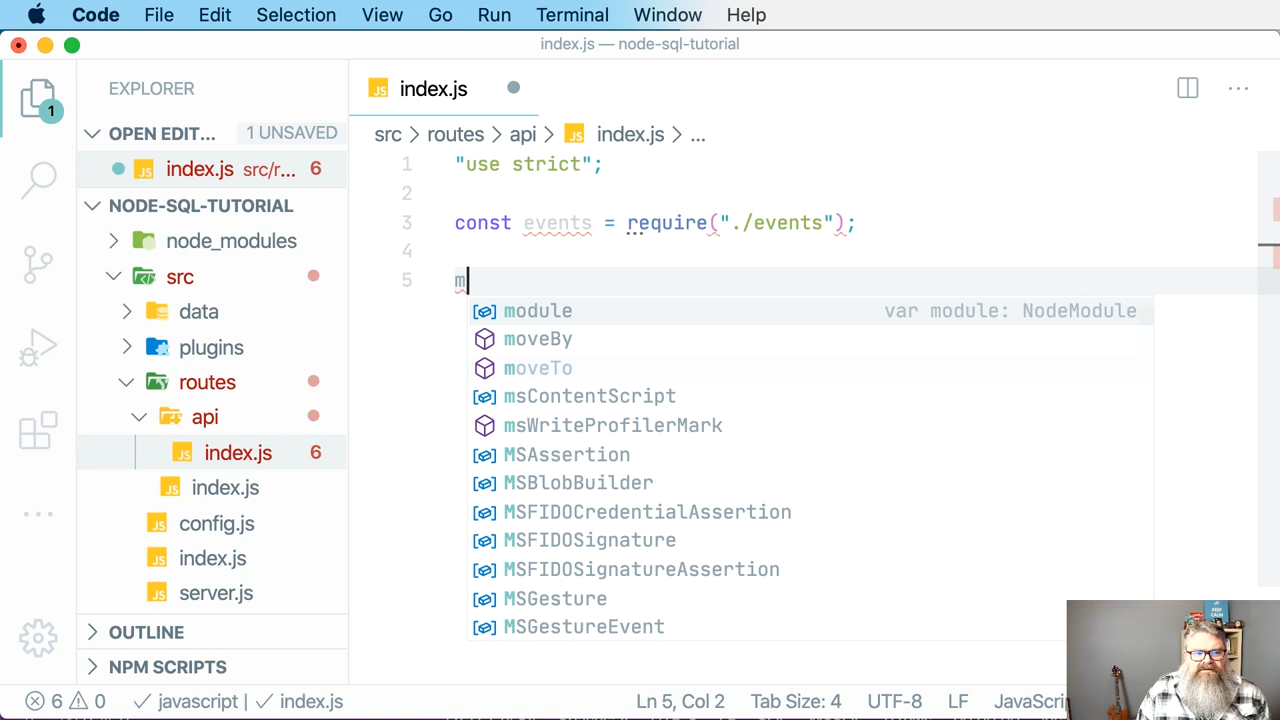 Code File Edit Selection View Go Run Terminal Window Help
index.js — node-sql-tutorial
EXPLORER
OPEN EDIT... 1 UNSAVED
index.js src/r... 6
NODE-SQL-TUTORIAL
node_modules
src
data
plugins
routes
api
index.js 6
index.js
config.js
index.js
server.js
OUTLINE
NPM SCRIPTS
1
index.js
src > routes > api > index.js > ...
1 "use strict";
2
3 const events = require("./events");
4
5 m
module var module: NodeModule
moveBy
moveTo
msContentScript
msWriteProfilerMark
MSAssertion
MSBlobBuilder
MSFIDOCredentialAssertion
MSFIDOSignature
MSFIDOSignatureAssertion
MSGesture
MSGestureEvent
KEEP CALM
6 0 javascript | index.js Ln 5, Col 2 Tab Size: 4 UTF-8 LF JavaScri